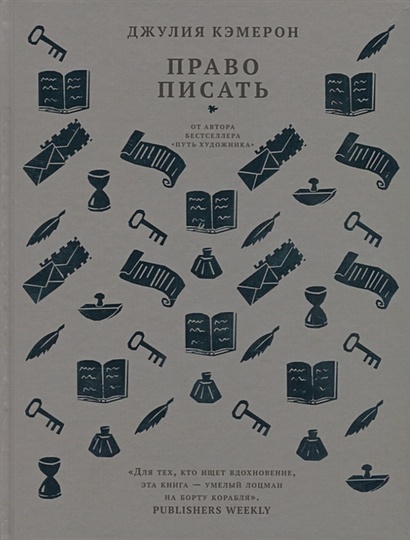 ДЖУЛИЯ КЭМЕРОН
ПРАВО
ПИСАТЬ
ОТ АВТОРА
БЕСТСЕЛЛЕРА
«ПУТЬ ХУДОЖНИКА»
«Для тех, кто ищет вдохновение,
эта книга — умелый лоцман
на борту корабля».
PUBLISHERS WEEKLY